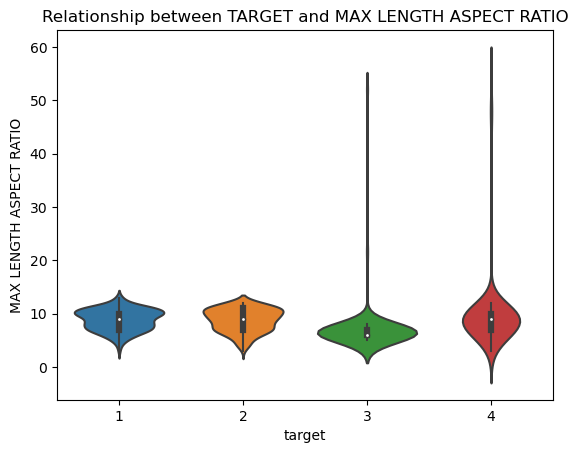 Relationship between TARGET and MAX LENGTH ASPECT RATIO
60
50
40
30
20
10
0
MAX LENGTH ASPECT RATIO
1 2 3 4
target